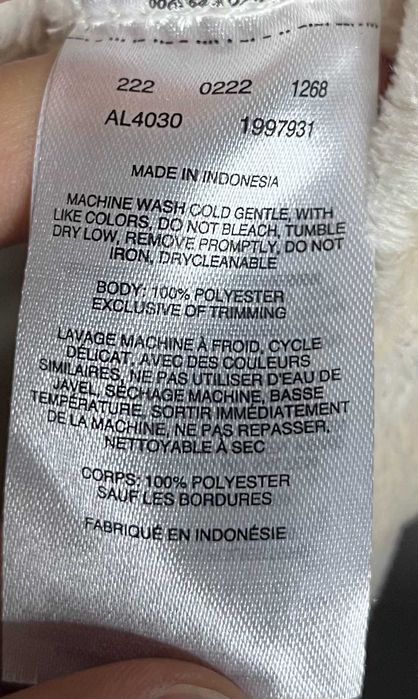 222 0222 1268
AL4030 1997931
MADE IN INDONESIA
MACHINE WASH COLD GENTLE, WITH
LIKE COLORS, DO NOT BLEACH, TUMBLE
DRY LOW, REMOVE PROMPTLY, DO NOT
IRON, DRYCLEANABLE
BODY: 100% POLYESTER
EXCLUSIVE OF TRIMMING
LAVAGE MACHINE À FROID, CYCLE
DÉLICAT, AVEC DES COULEURS
SIMILAIRES, NE PAS UTILISER D'EAU DE
JAVEL, SÉCHAGE MACHINE, BASSE
TEMPÉRATURE, SORTIR IMMÉDIATEMENT
DE LA MACHINE, NE PAS REPASSER,
NETTOYABLE À SEC
CORPS: 100% POLYESTER
SAUF LES BORDURES
FABRIQUÉ EN INDONÉSIE